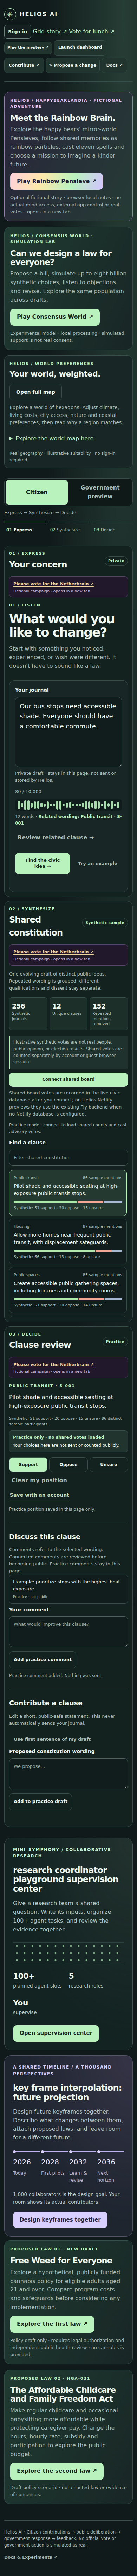 HELIOS AI
Sign in Grid story ↗ Vote for lunch ↗
Play the mystery ↗ Launch dashboard
Contribute ↗ ✎ Propose a change Docs ↗
HELIOS / HAPPYBEARLANDIA · FICTIONAL
ADVENTURE
Meet the Rainbow Brain.
Explore the happy bears' mirror-world
Pensieve, follow shared memories as
rainbow particles, cast evolving spells and
choose a mission to imagine a kinder
future.
Play Rainbow Pensieve ↗
Optional fictional story · browser-local votes · no
actual mind access, external app control or real
votes · opens in a new tab.
HELIOS / CONSENSUS WORLD ·
SIMULATION LAB
Can we design a law for
everyone?
Propose a bill, simulate up to eight billion
synthetic choices, listen to objections
and mend it. Explore the same population
across drafts.
Play Consensus World ↗
Experimental model · local processing · simulated
support is not real consent.
HELIOS / WORLD PREFERENCES
Your world, weighted.
Open full map
Explore a world of hexagons. Adjust climate,
opportunity, city access and coastal
preferences, then see why a region matches.
▶ Explore the world map here
Real geography · illustrative suitability · no sign-in
required.
Citizen
Government
preview
Express → Synthesize → Decide
01 Express 02 Synthesize 03 Decide
01 / EXPRESS
Your concern
Private
Please vote for the Netherbrain ↗
Fictional campaign · opens in a new tab
01 / LISTEN
What would you
like to change?
Start with something you noticed,
experienced, or wish were different. It
doesn't have to sound like a law.
Your journal
Our bus stops need accessible
shade. Everyone should have
a comfortable commute.
Private draft · stays in this page, not sent or
stored by Helios.
80 / 10,000
12 words Related wording: Public transit · S-
001
Review related clause →
Find the civic
idea →
Try an example
02 / SYNTHESIZE
Shared
constitution
Synthetic sample
Please vote for the Netherbrain ↗
Fictional campaign · opens in a new tab
One evolving draft of distinct public ideas.
Repeated wording is grouped; meaningful
differences and dissent stay separate.
256
Synthetic
journals
12
Unique clauses
152
Repeated
mentions
removed
Illustrative synthetic votes are not real people,
public opinion, or election results. Shared votes are
counted separately by account or guest browser
session.
Connect shared board
Shared board votes are recorded in the live civic
database after you connect. Helios on Netlify
previews may use the existing Fly backend when
no Netlify database is configured.
Practice mode · connect to load shared votes and cast
advisory votes.
Find a clause
Filter shared constitution
Public transit 86 sample mentions
Pilot shade and accessible seating at high-
exposure public transit stops.
Synthetic: 51 support · 20 oppose · 15 unsure
Housing 87 sample mentions
Allow more homes near frequent public
transit, with displacement safeguards.
Synthetic: 66 support · 13 oppose · 8 unsure
Public spaces 85 sample mentions
Create accessible public gathering spaces,
including libraries and community rooms.
Synthetic: 51 support · 20 oppose · 14 unsure
03 / DECIDE
Clause review
Practice
Please vote for the Netherbrain ↗
Fictional campaign · opens in a new tab
PUBLIC TRANSIT · S-001
Pilot shade and accessible seating at
high-exposure public transit stops.
Synthetic: 51 support · 20 oppose · 15 unsure · 86 distinct
sample participants.
Practice only · no shared votes loaded
Your choices here are not sent or counted publicly.
Support Oppose Unsure
Clear my position
Save with an account
Practice position saved in this page only.
Discuss this clause
Comments refer to the selected wording.
Connected comments are reviewed before
becoming public. Practice comments stay in this
page.
Example: prioritize stops with the highest heat
exposure.
Practice · not public
Your comment
What would improve this clause?
Add practice comment
Practice comment added. Nothing was sent.
Contribute a clause
Edit a short, public-safe statement. This never
automatically sends your journal.
Use first sentence of my draft
Proposed constitution wording
We propose…
Add to practice draft
MINI_SYMPHONY / COLLABORATIVE
RESEARCH
research coordinator
playground supervision
center
Give a research team a shared
question. Write its inputs, organize
100+ agent tasks, and review the
evidence together.
100+
planned agent slots
5
research roles
You
supervise
Open supervision center
A SHARED TIMELINE / A THOUSAND
PERSPECTIVES
key frame interpolation:
future projection
Design future keyframes together.
Describe what changes between them,
attach proposed laws, and leave room
for a different future.
2026
Today
2028
First pilots
2032
Learn &
revise
2036
Next
horizon
1,000 collaborators is the design goal. Your
room shows its actual contributors.
Design keyframes together
PROPOSED LAW 01 · NEW DRAFT
Free Weed for Everyone
Explore a hypothetical, publicly funded
cannabis policy for eligible adults aged
21 and over. Compare program costs
and safeguards before considering any
implementation.
Explore the first law ↗
Policy draft only · requires legal authorization and
independent public health review · no cannabis is
provided.
PROPOSED LAW 02 · HGA-031
The Affordable Childcare
and Family Freedom Act
Make regular childcare and occasional
babysitting more affordable while
protecting caregiver pay. Change the
hours, hourly rate, subsidy and
participation to explore the public
budget.
Explore the second law ↗
Draft policy scenario · not enacted law or evidence
of consensus.
Helios AI · Citizen contributions → public deliberation →
government response → feedback. No official vote or
government action is simulated as real.
Docs & Experiments ↗